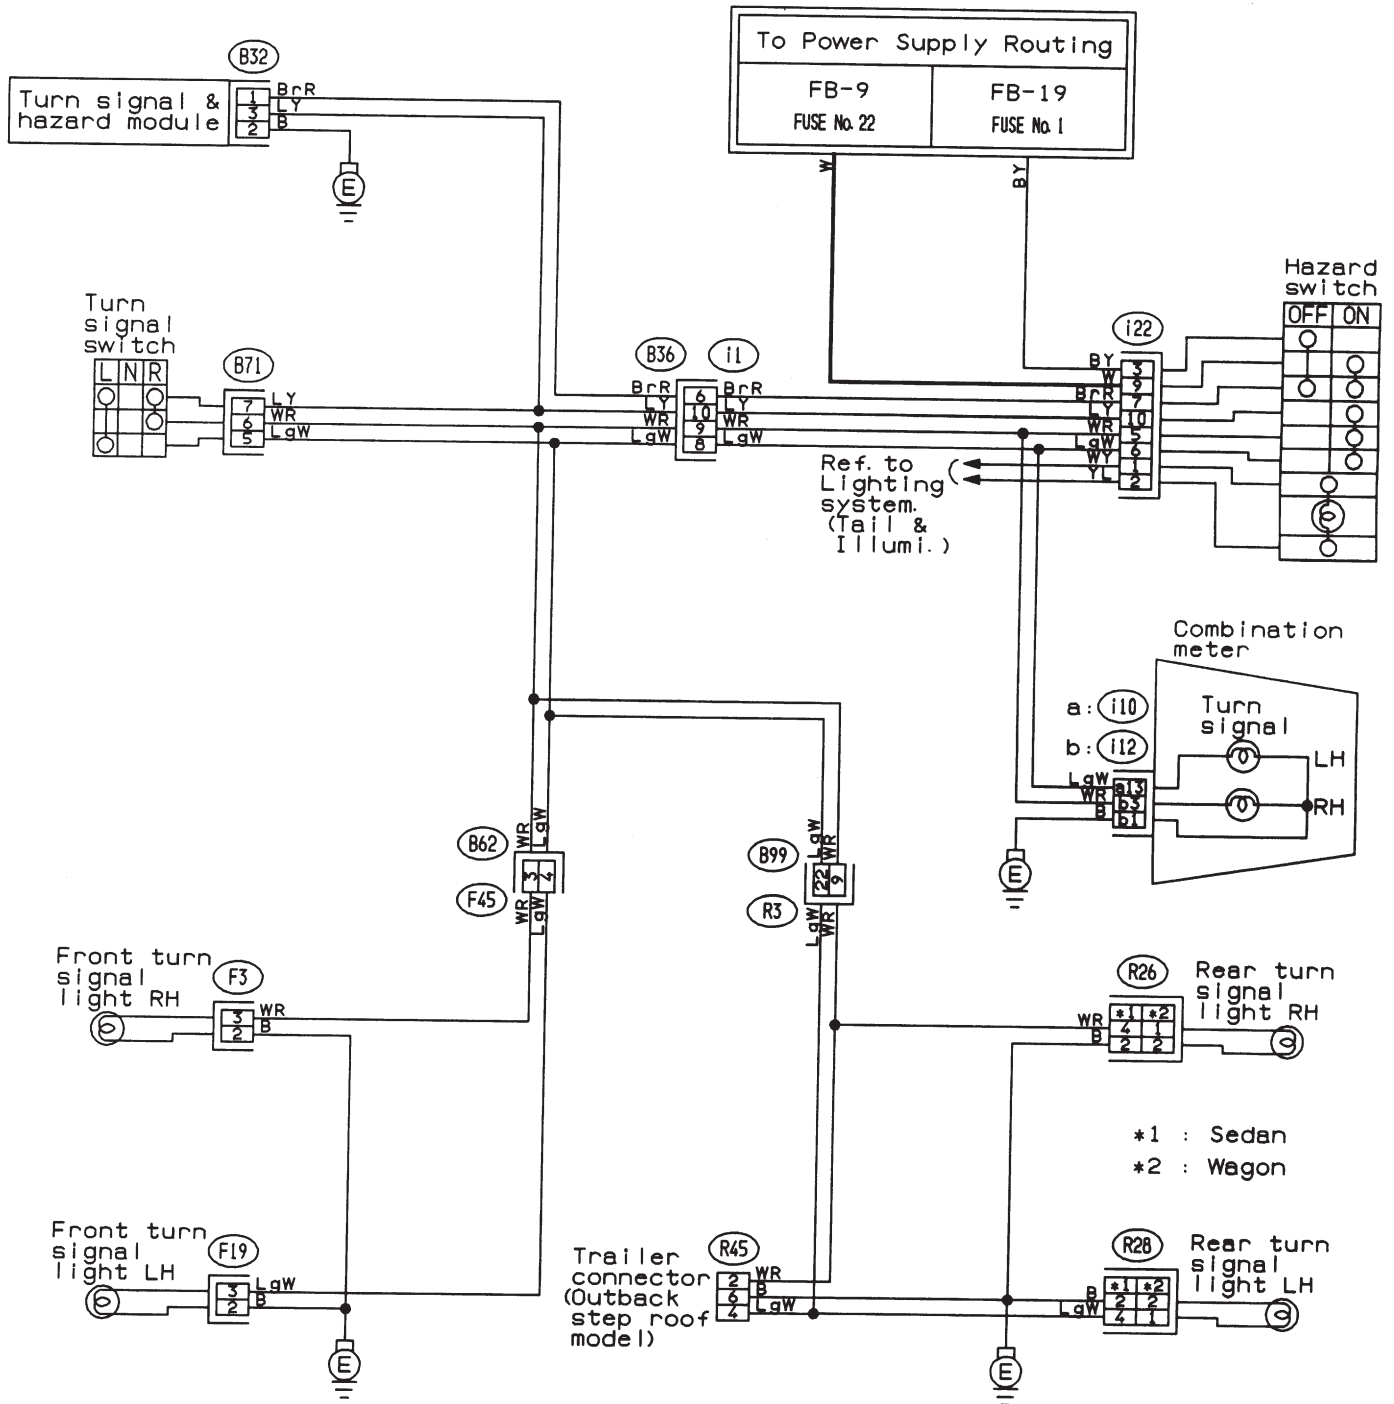 B32
Turn signal &
hazard module
1 BrR
3 LY
2 B
E
To Power Supply Routing
FB-9
FUSE No. 22
FB-19
FUSE No. 1
W
BY
Hazard
switch
OFF ON
i22
BY 3
W 9
BrR 7
LY 10
WR 5
LgW 6
WY 1
YL 2
Turn
signal
switch
L N R
B71
7 LY
6 WR
5 LgW
B36 i1
BrR 6 BrR
LY 10 LY
WR 9 WR
LgW 8 LgW
Ref. to
Lighting
system.
(Tail &
Illumi.)
Combination
meter
a: i10
b: i12
Turn
signal
LH
RH
LgW a13
WR b3
B b1
E
B62
WR LgW
3 4
F45
WR LgW
B99
LgW WR
22 9
R3
LgW WR
Front turn
signal
light RH
F3
3 WR
2 B
R26
Rear turn
signal
light RH
*1 *2
WR 4 1
B 2 2
*1 : Sedan
*2 : Wagon
Front turn
signal
light LH
F19
3 LgW
2 B
E
Trailer
connector
(Outback
step roof
model)
R45
2 WR
6 B
4 LgW
R28
Rear turn
signal
light LH
*1 *2
B 2 2
LgW 4 1
E